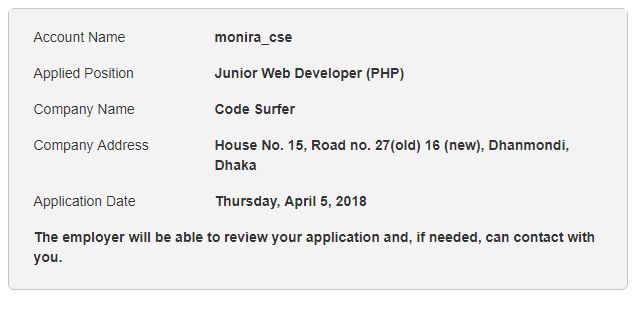 Account Name monira_cse
Applied Position Junior Web Developer (PHP)
Company Name Code Surfer
Company Address House No. 15, Road no. 27(old) 16 (new), Dhanmondi,
Dhaka
Application Date Thursday, April 5, 2018
The employer will be able to review your application and, if needed, can contact with
you.